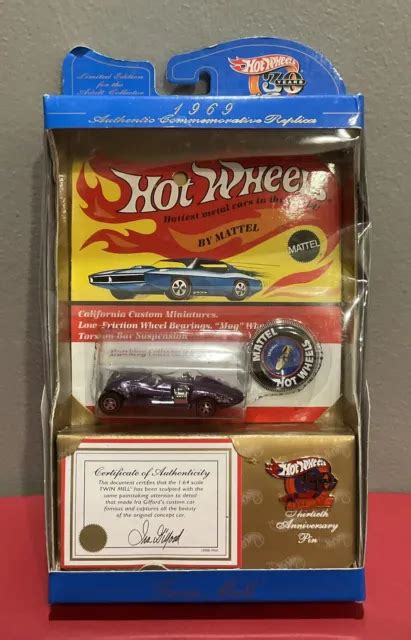 Limited Edition
for the
Adult Collector
HOT WHEELS
30
YEARS
1969
Authentic Commemorative Replica
HOT WHEELS
Hottest metal cars in the
BY MATTEL
MATTEL
California Custom Miniatures.
Low-Friction Wheel Bearings. "Mag"
Torsion-Bar Suspension
MATTEL
HOT WHEELS
Certificate of Authenticity
This document certifies that the 1:64 scale
TWIN MILL has been sculpted with the
same painstaking attention to detail
that made Ira Gilford's custom car
famous and captures all the beauty
of the original concept car.
Ira Gilford
HOT WHEELS
Thirtieth
Anniversary
Pin